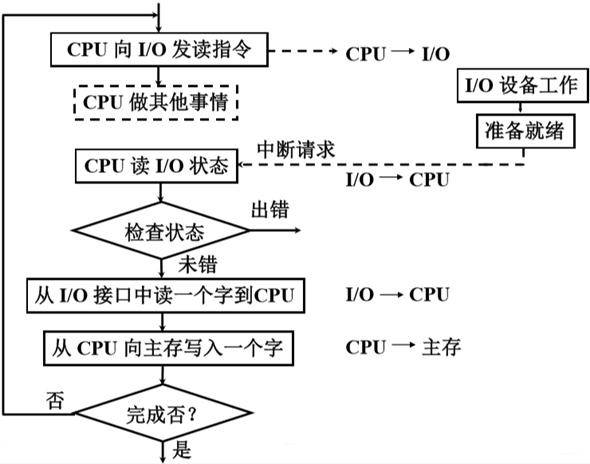 CPU 向 I/O 发读指令
CPU → I/O
CPU 做其他事情
I/O 设备工作
准备就绪
中断请求
CPU 读 I/O 状态
I/O → CPU
出错
检查状态
未错
从 I/O 接口中读一个字到CPU
I/O → CPU
从 CPU 向主存写入一个字
CPU → 主存
否
完成否?
是